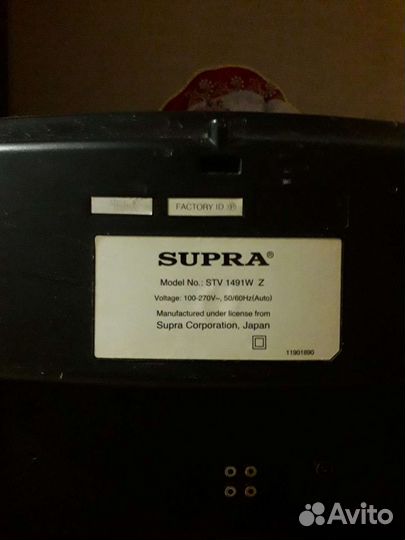 FACTORY ID
SUPRA®
Model No.: STV 1491W Z
Voltage: 100-270V~, 50/60Hz(Auto)
Manufactured under license from
Supra Corporation, Japan
11901890
Avito